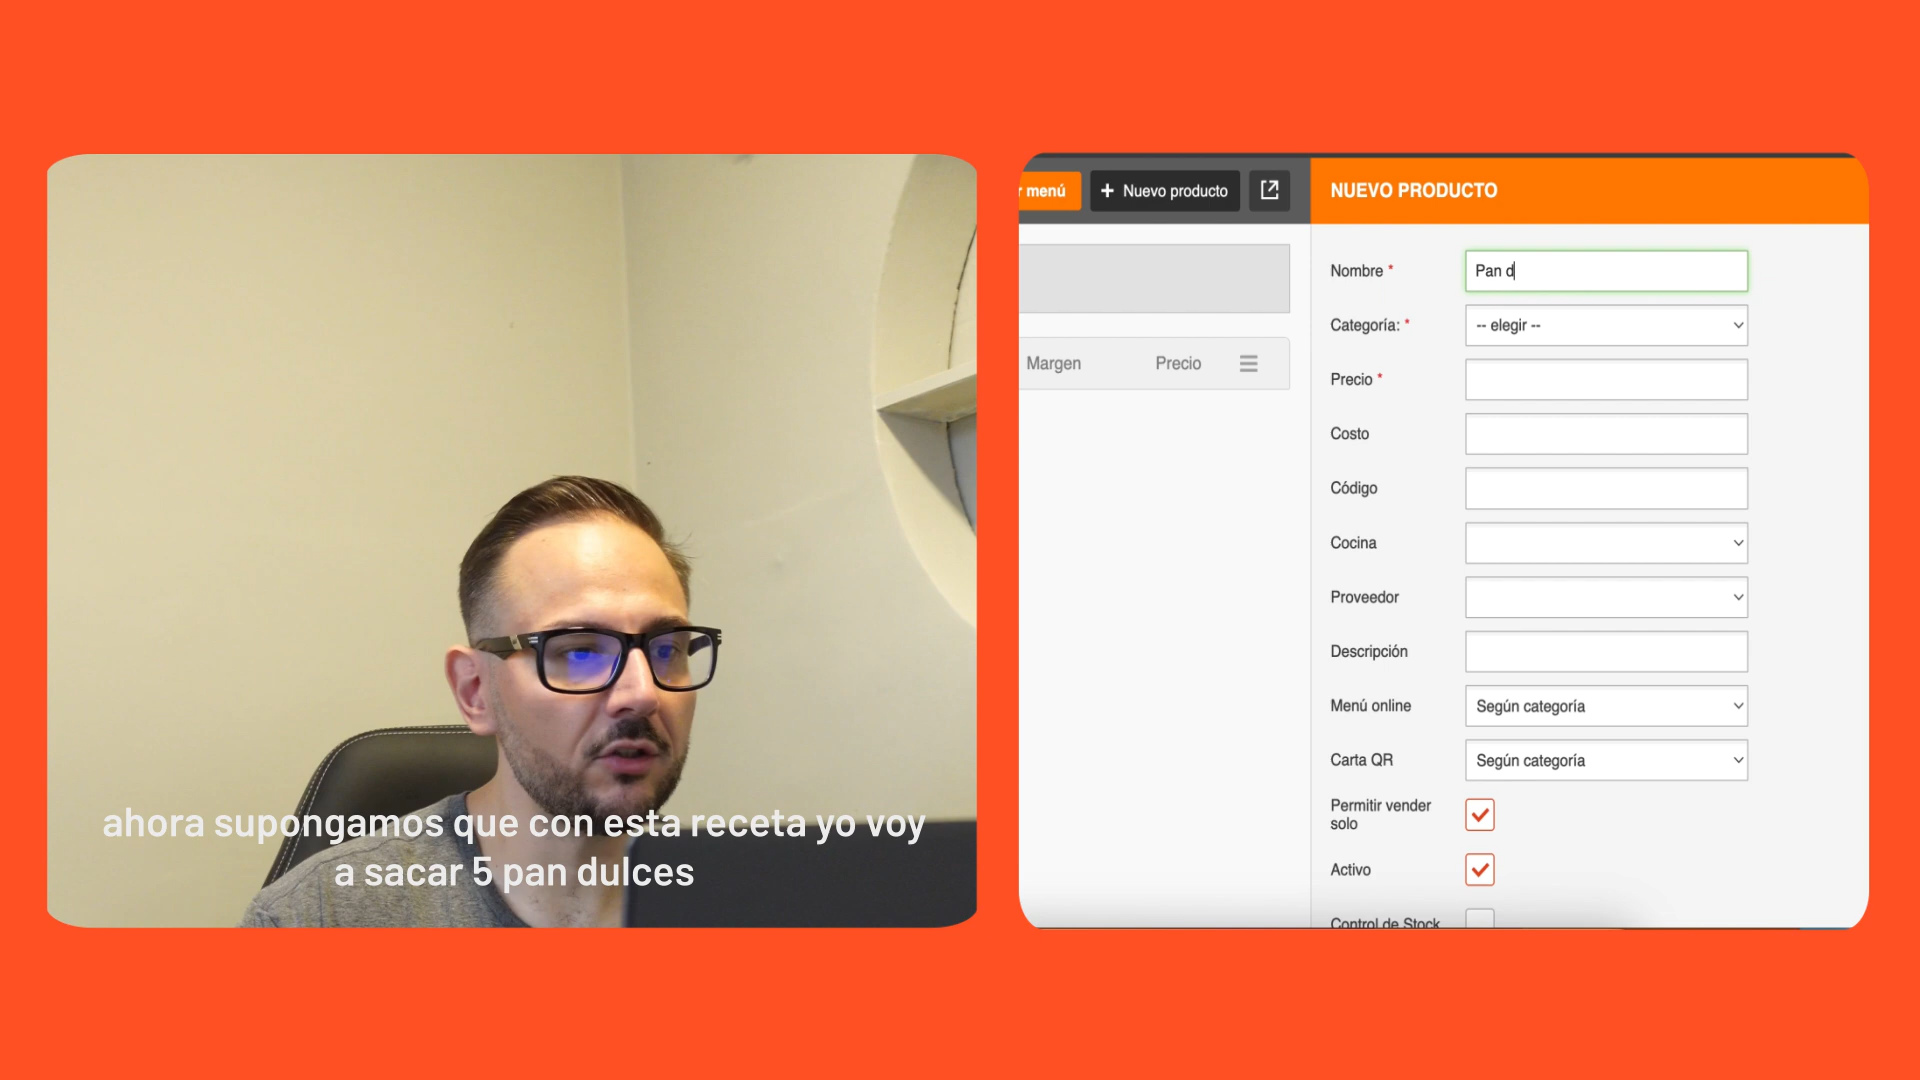 ahora supongamos que con esta receta yo voy
a sacar 5 pan dulces
r menú
+ Nuevo producto
NUEVO PRODUCTO
Margen
Precio
Nombre *
Pan d
Categoría: *
-- elegir --
Precio *
Costo
Código
Cocina
Proveedor
Descripción
Menú online
Según categoría
Carta QR
Según categoría
Permitir vender
solo
Activo
Control de Stock